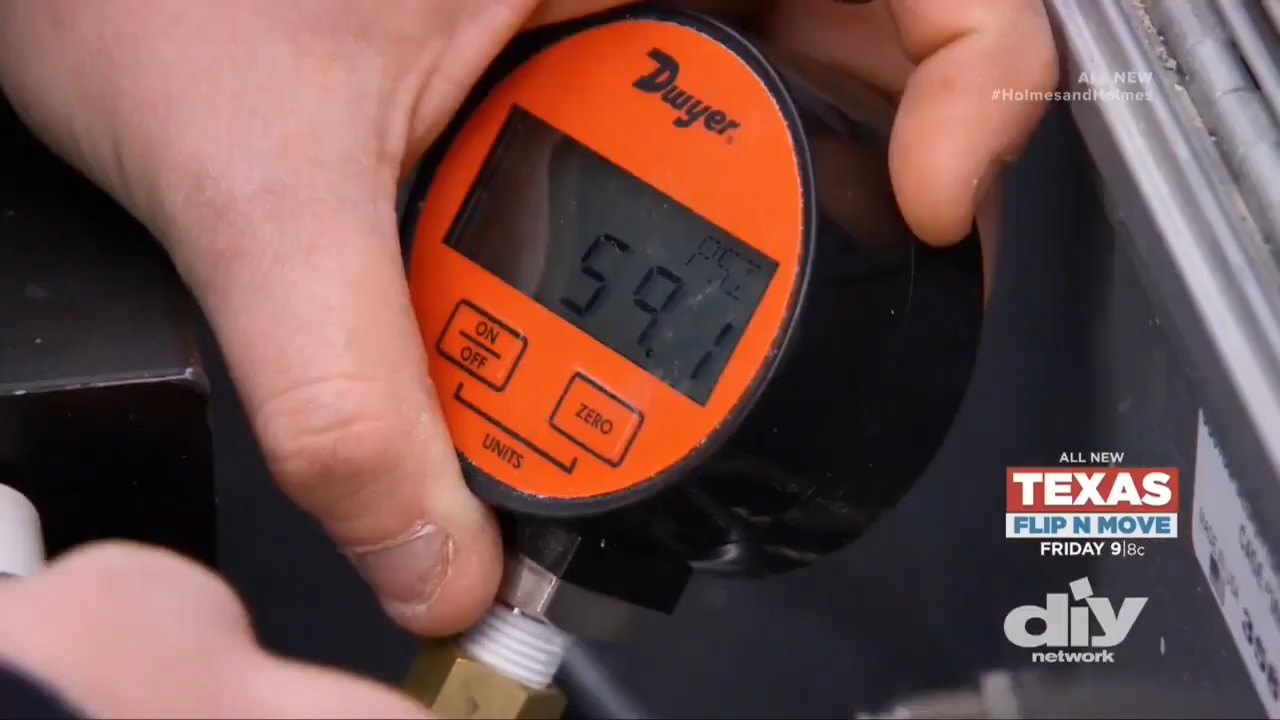 Dwyer
PSI
59.1
ON
OFF
ZERO
UNITS
ALL NEW
#HolmesandHolmes
ALL NEW
TEXAS
FLIP N MOVE
FRIDAY 9|8c
diy
network